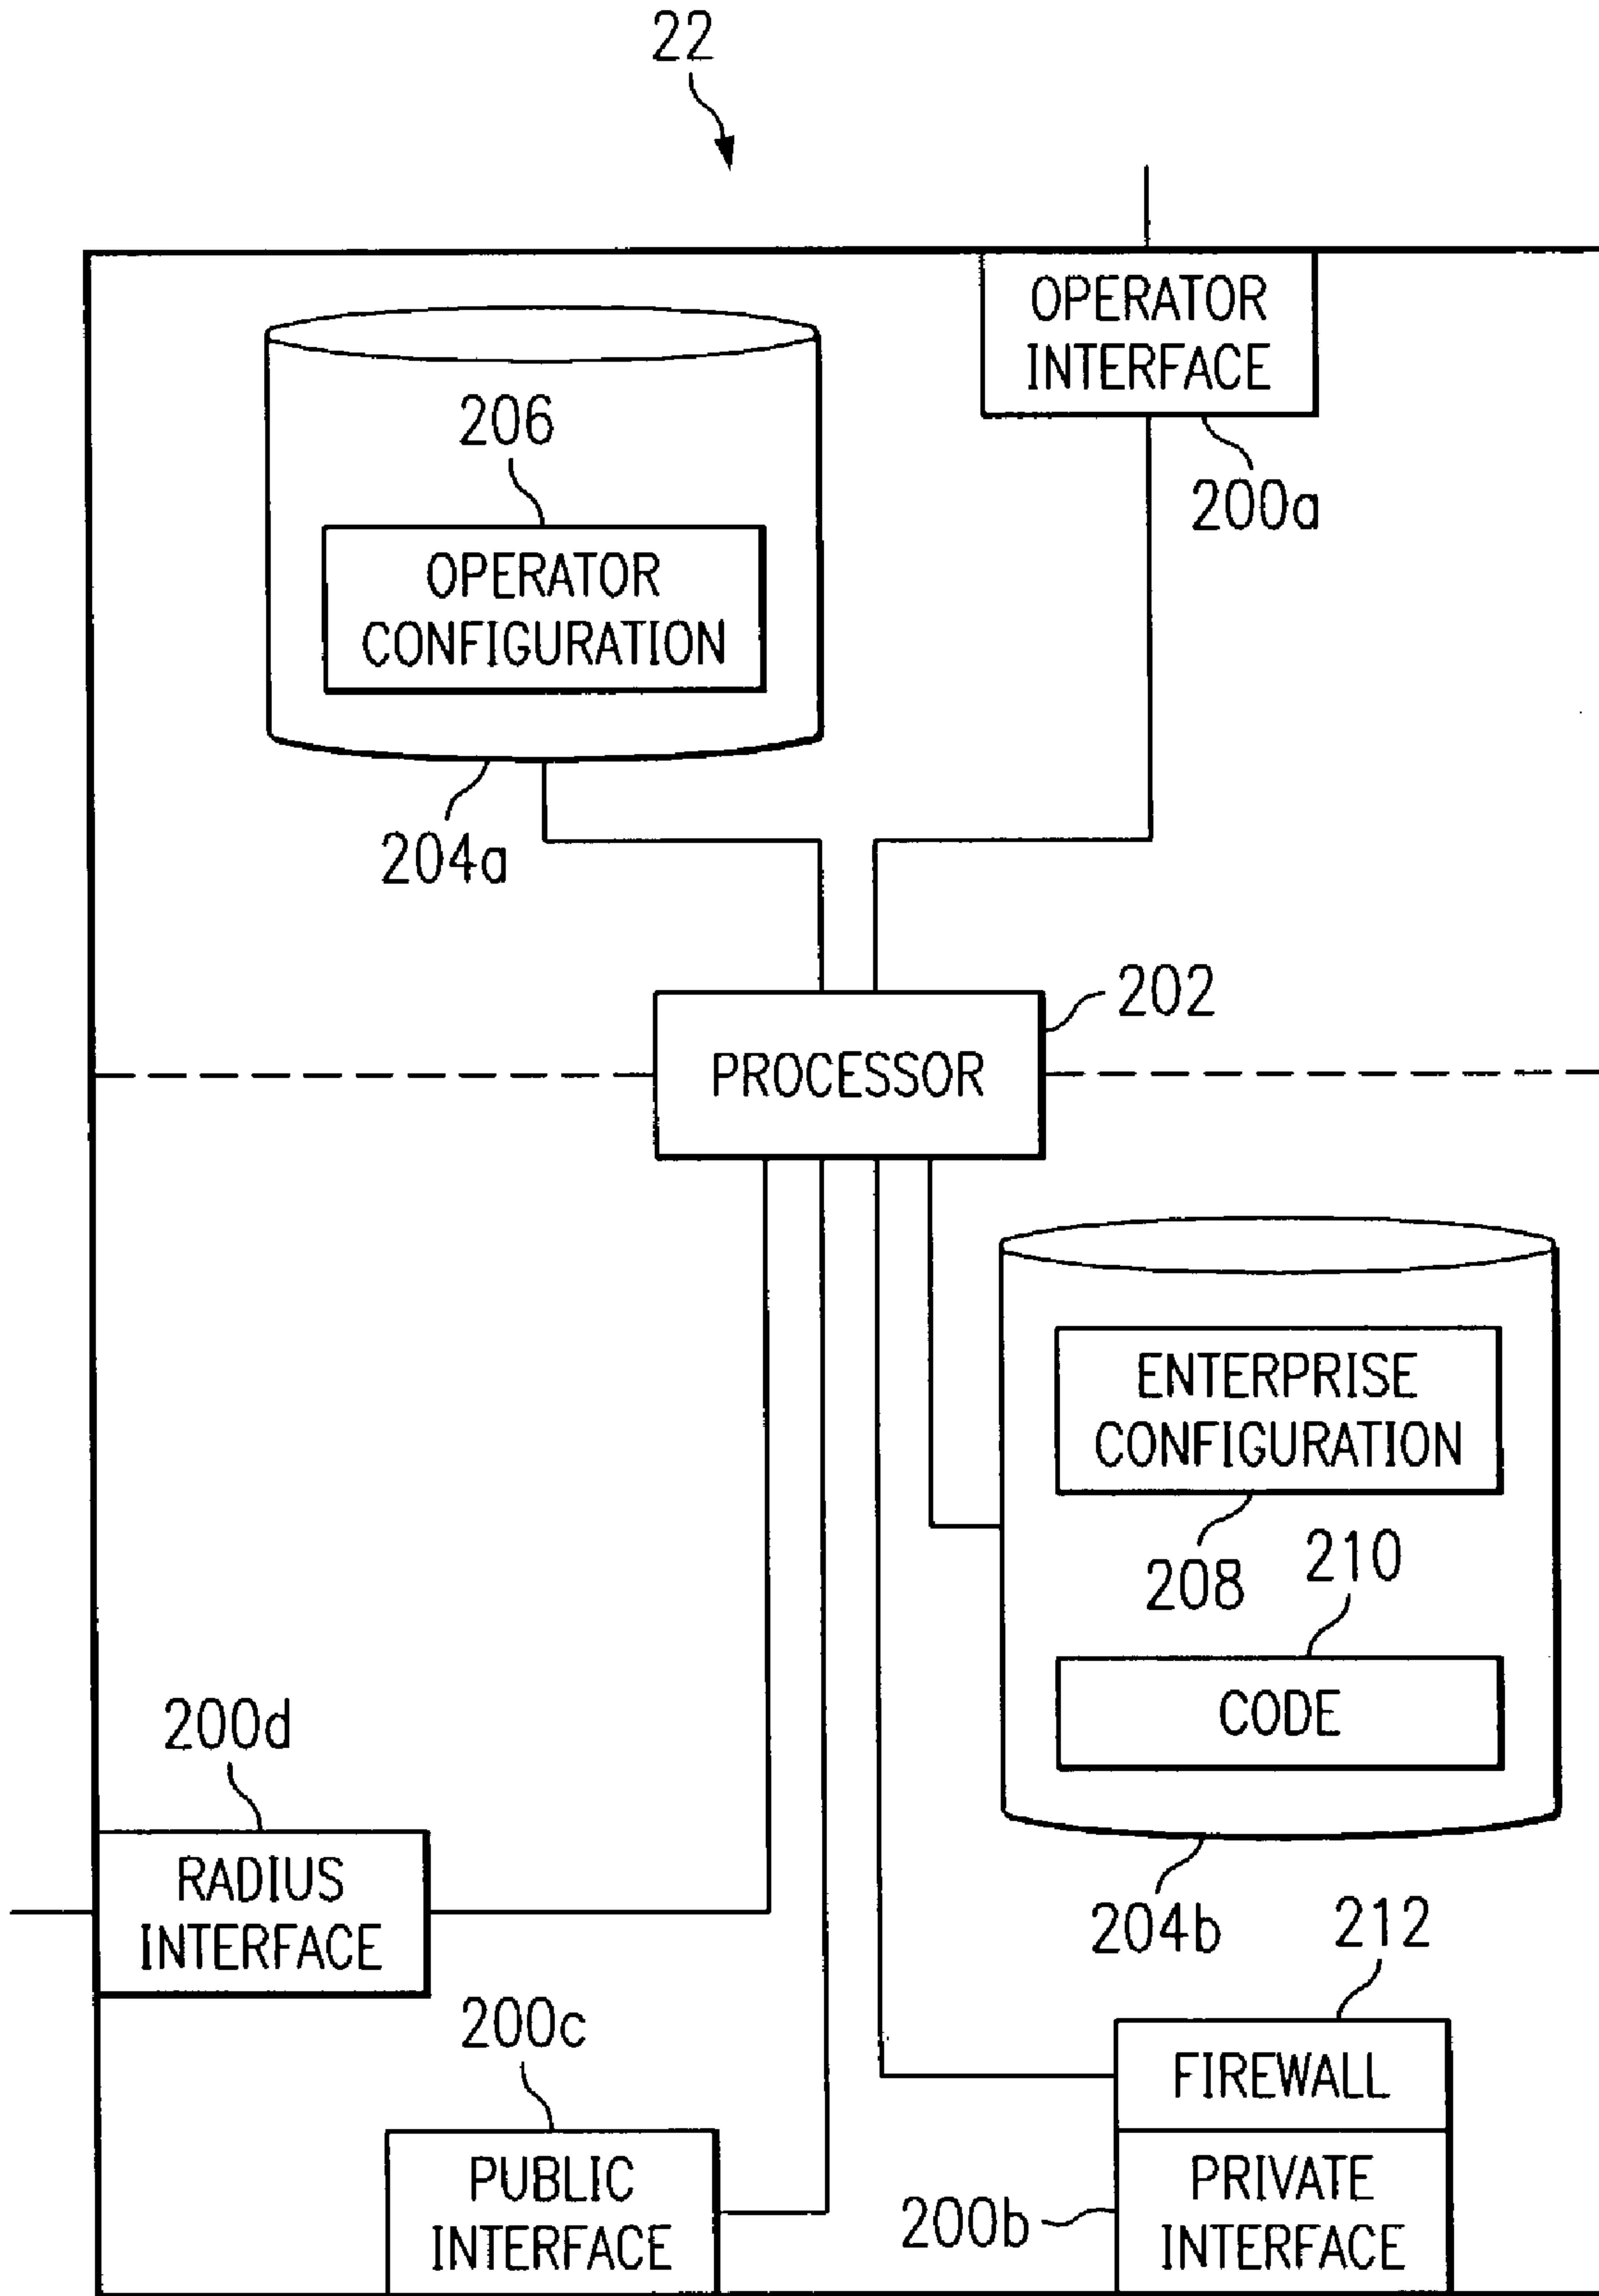 22
OPERATOR
INTERFACE
200a
206
OPERATOR
CONFIGURATION
204a
202
PROCESSOR
ENTERPRISE
CONFIGURATION
208
210
CODE
204b
200d
RADIUS
INTERFACE
212
FIREWALL
200c
PUBLIC
INTERFACE
200b
PRIVATE
INTERFACE